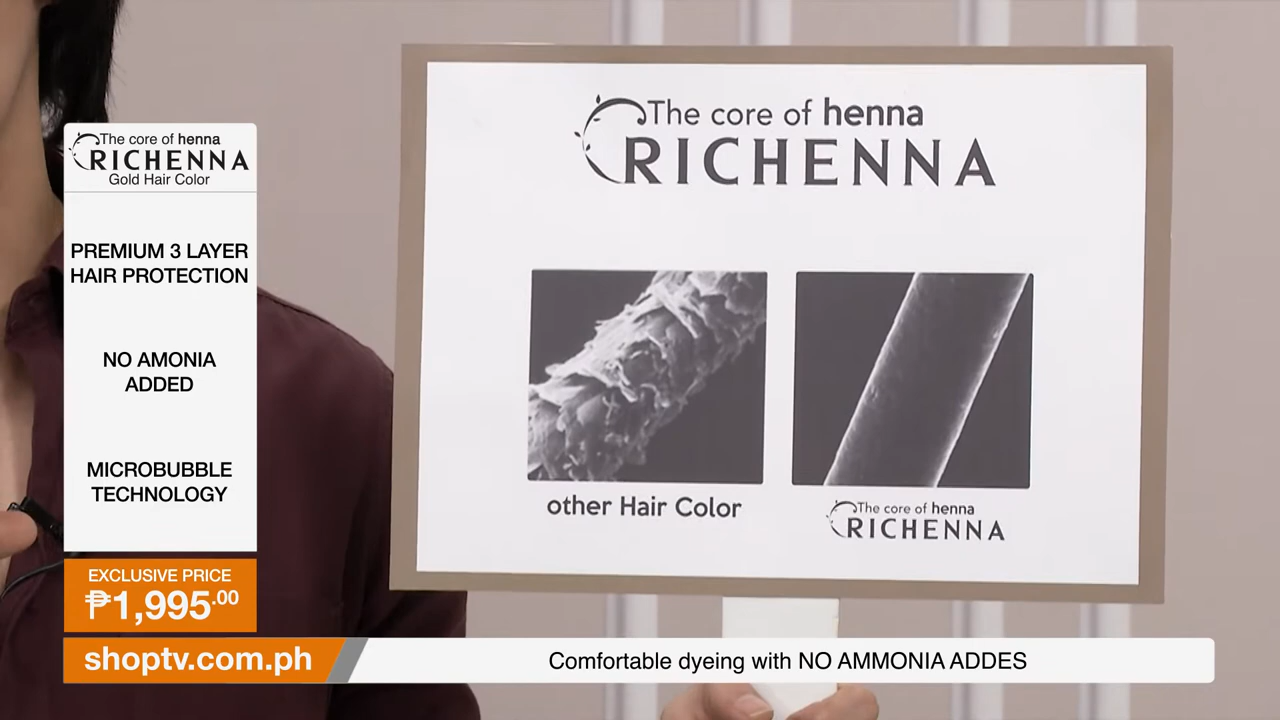 The core of henna
RICHENNA
Gold Hair Color
PREMIUM 3 LAYER
HAIR PROTECTION
NO AMONIA
ADDED
MICROBUBBLE
TECHNOLOGY
EXCLUSIVE PRICE
₱1,995.00
shoptv.com.ph
Comfortable dyeing with NO AMMONIA ADDES
The core of henna
RICHENNA
other Hair Color
The core of henna
RICHENNA